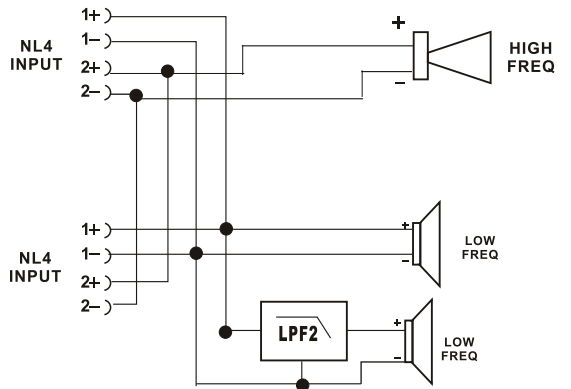 1+
1−
NL4
INPUT
2+
2−
+
−
HIGH
FREQ
1+
1−
NL4
INPUT
2+
2−
+
−
LOW
FREQ
LPF2
+
−
LOW
FREQ